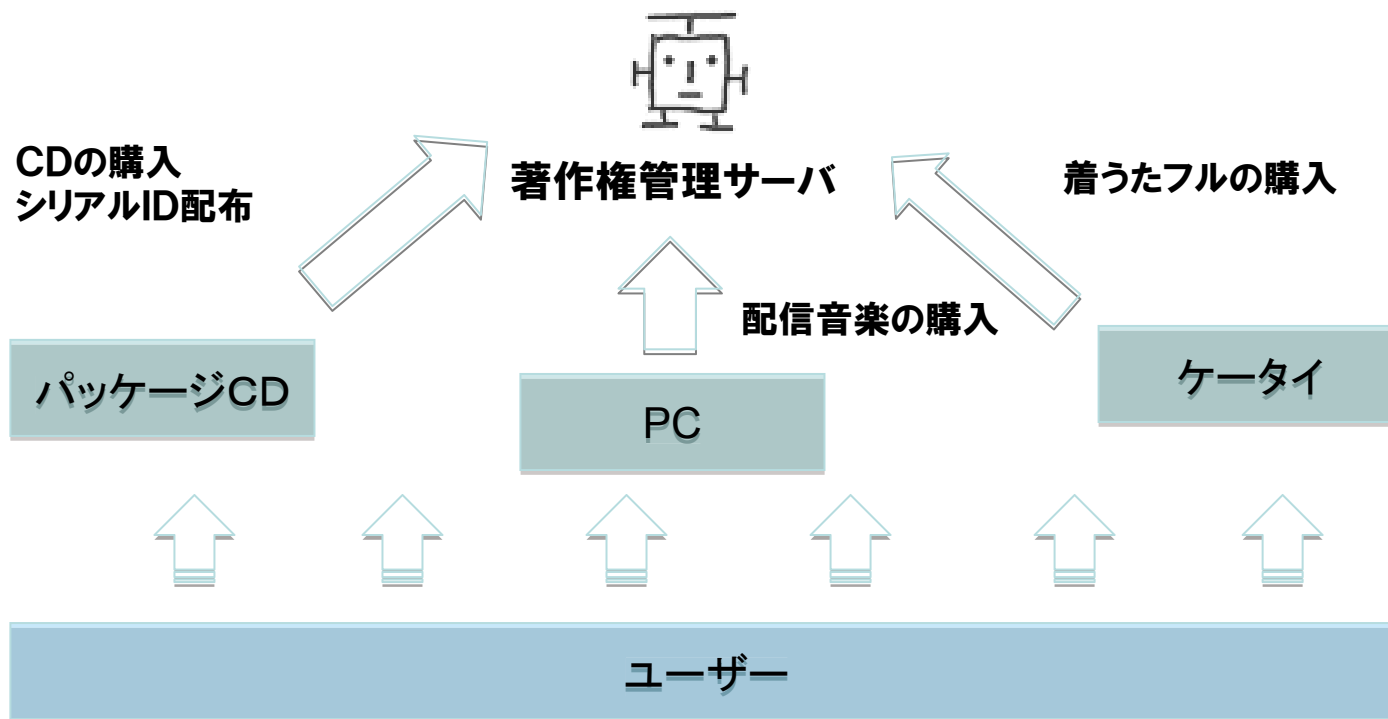 CDの購入
シリアルID配布
著作権管理サーバ
着うたフルの購入
配信音楽の購入
パッケージCD
PC
ケータイ
ユーザー